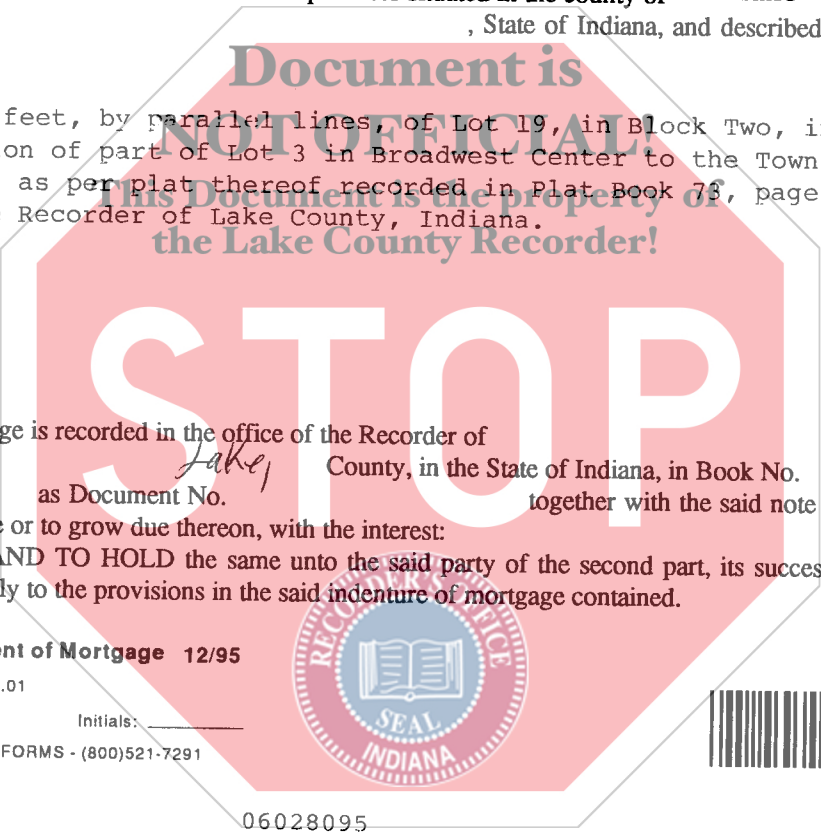 situated in the county of
, State of Indiana, and described
Document is
feet, by parallel lines, of Lot 19, in Block Two, i
NOT OFFICIAL!
on of part of Lot 3 in Broadwest Center to the Town
as per plat thereof recorded in Plat Book 73, page
This Document is the property of
Recorder of Lake County, Indiana.
the Lake County Recorder!
STOP
ge is recorded in the office of the Recorder of
Lake, County, in the State of Indiana, in Book No.
as Document No. together with the said note
e or to grow due thereon, with the interest:
AND TO HOLD the same unto the said party of the second part, its succes
ly to the provisions in the said indenture of mortgage contained.
RECORDER'S OFFICE
SEAL
INDIANA
nt of Mortgage 12/95
.01
Initials:
FORMS - (800)521-7291
06028095